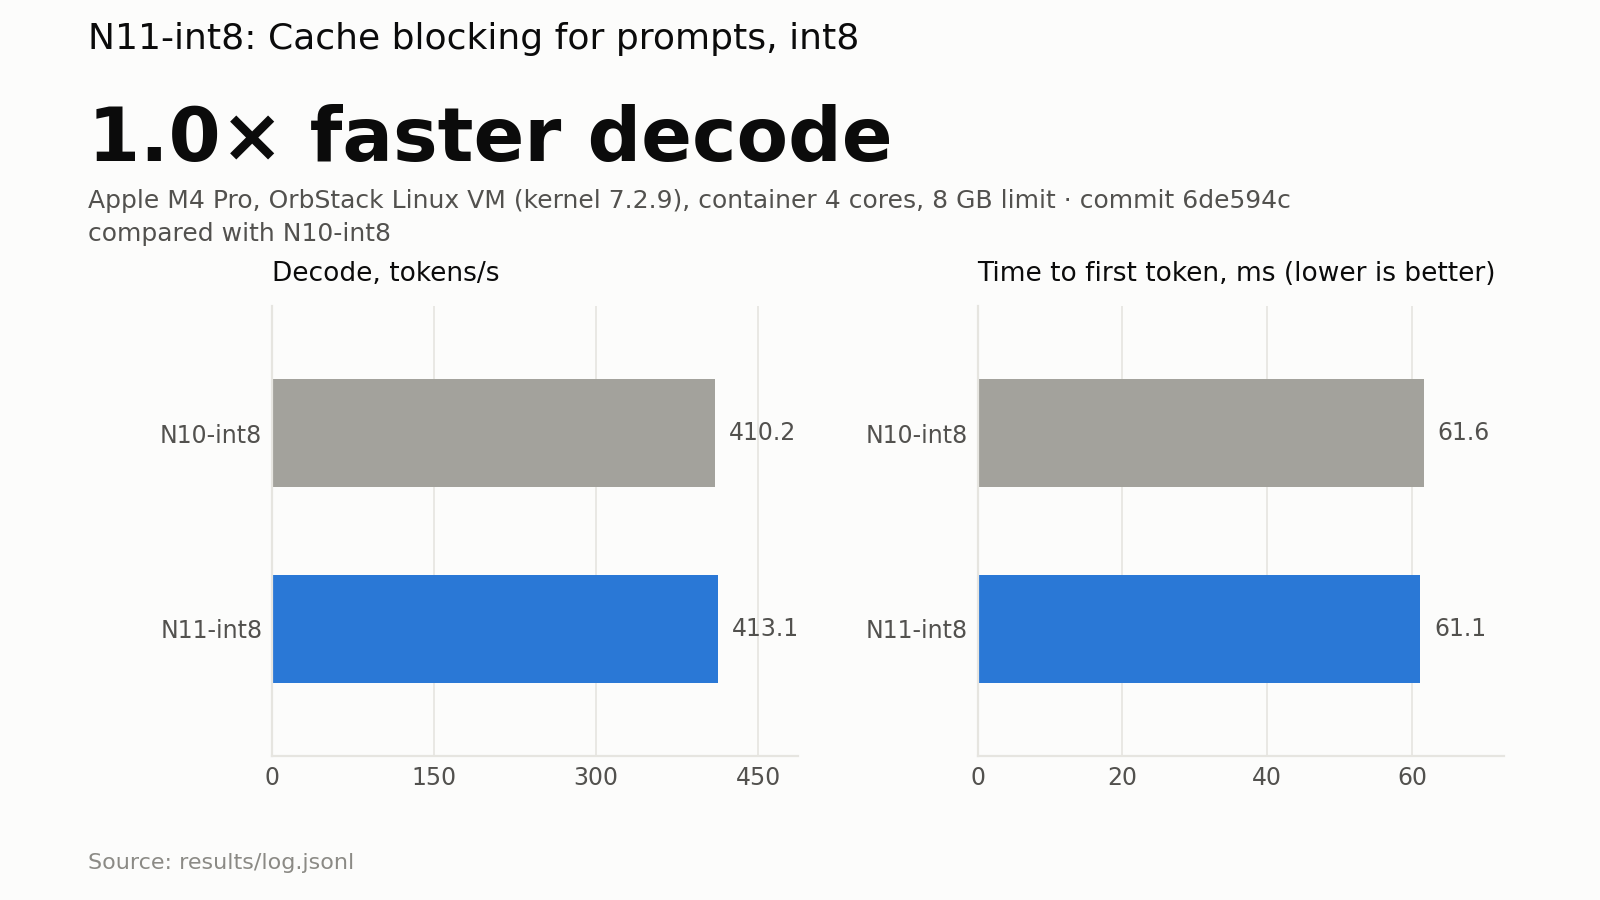 N11-int8: Cache blocking for prompts, int8
1.0× faster decode
Apple M4 Pro, OrbStack Linux VM (kernel 7.2.9), container 4 cores, 8 GB limit · commit 6de594c
compared with N10-int8
Decode, tokens/s
N10-int8
410.2
N11-int8
413.1
0 150 300 450
Time to first token, ms (lower is better)
N10-int8
61.6
N11-int8
61.1
0 20 40 60
Source: results/log.jsonl